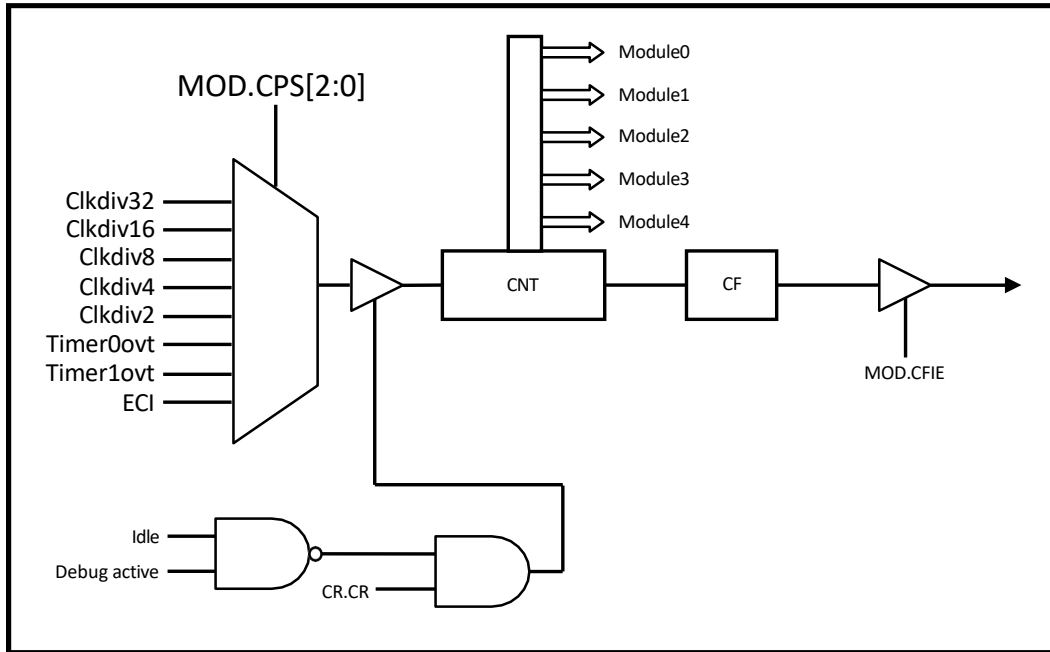 MOD.CPS[2:0]
Clkdiv32
Clkdiv16
Clkdiv8
Clkdiv4
Clkdiv2
Timer0ovt
Timer1ovt
ECI
Module0
Module1
Module2
Module3
Module4
CNT
CF
MOD.CFIE
Idle
Debug active
CR.CR